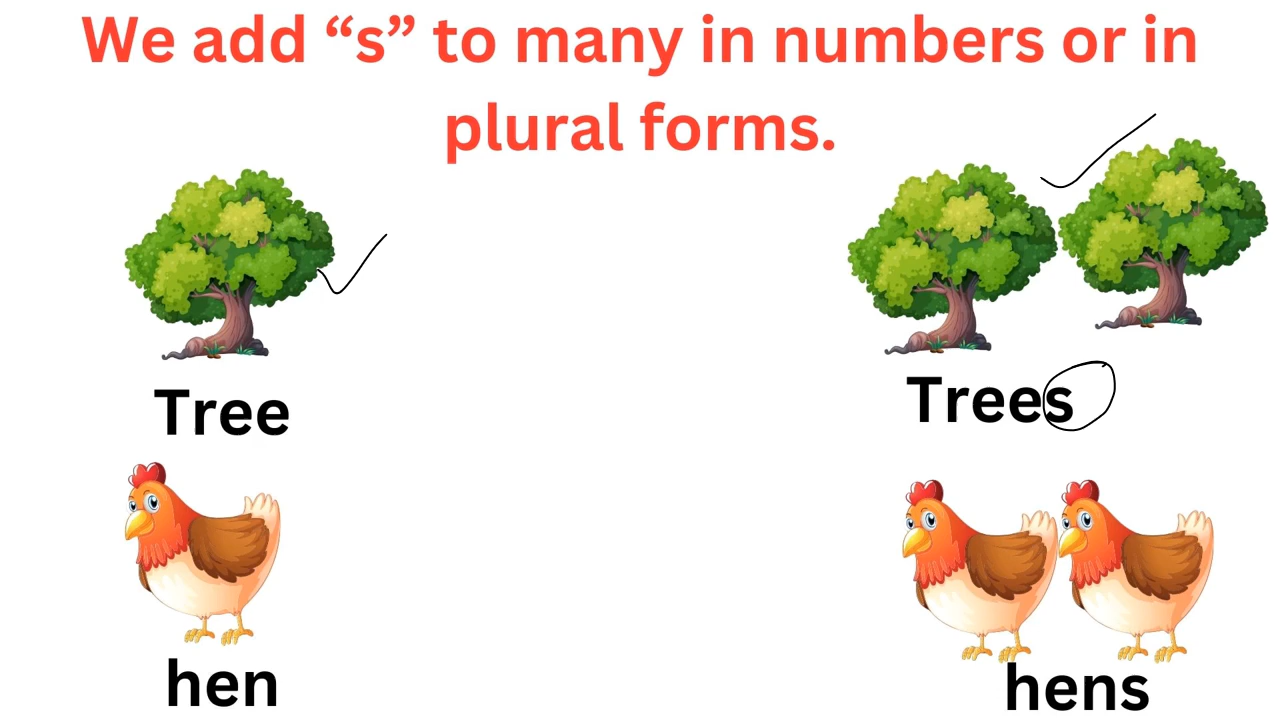 We add “s” to many in numbers or in
plural forms.
Tree
Trees
hen
hens